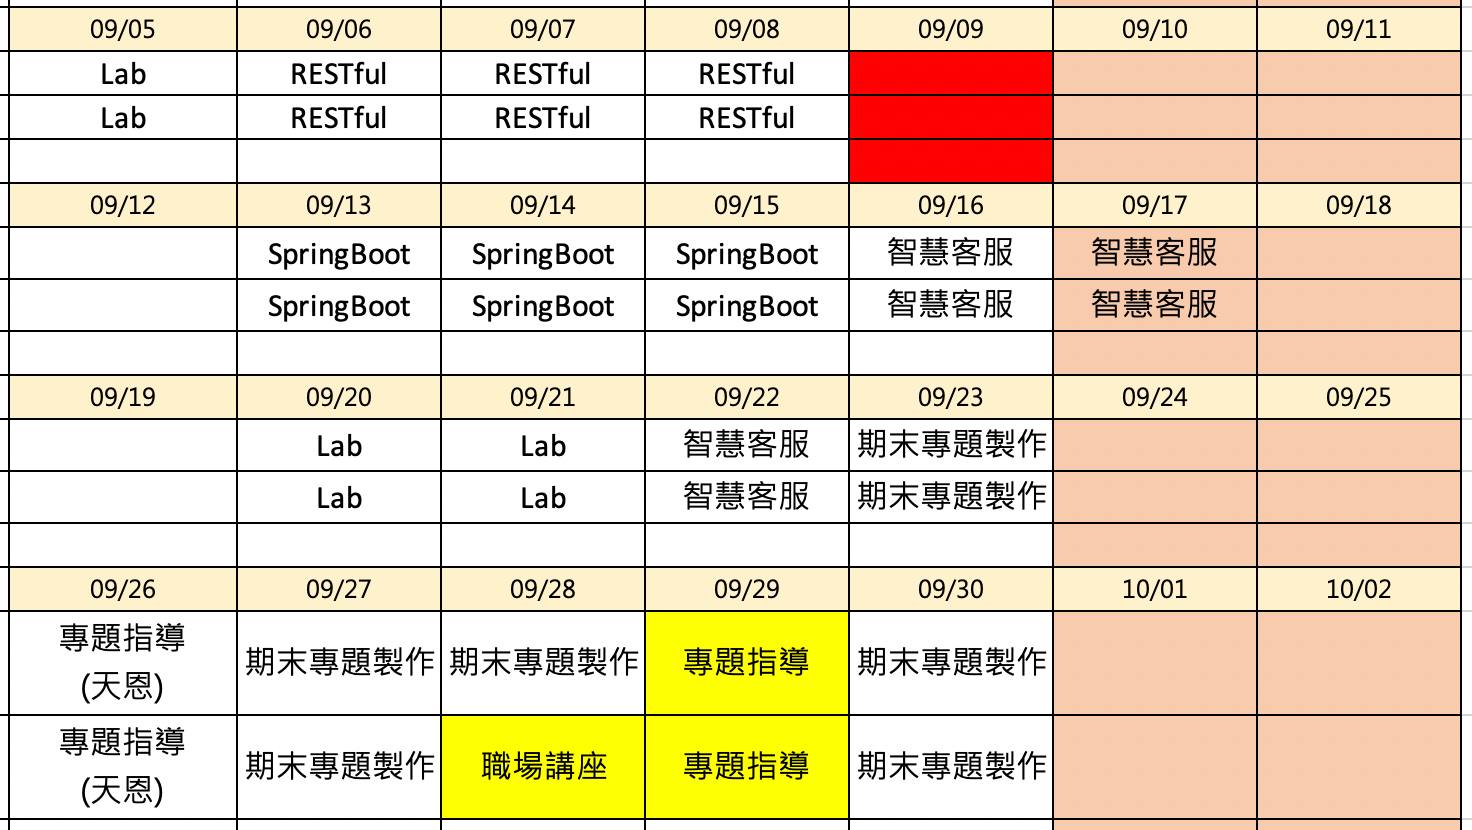 09/05 09/06 09/07 09/08 09/09 09/10 09/11
Lab RESTful RESTful RESTful
Lab RESTful RESTful RESTful
09/12 09/13 09/14 09/15 09/16 09/17 09/18
SpringBoot SpringBoot SpringBoot 智慧客服 智慧客服
SpringBoot SpringBoot SpringBoot 智慧客服 智慧客服
09/19 09/20 09/21 09/22 09/23 09/24 09/25
Lab Lab 智慧客服 期末專題製作
Lab Lab 智慧客服 期末專題製作
09/26 09/27 09/28 09/29 09/30 10/01 10/02
專題指導
(天恩) 期末專題製作 期末專題製作 專題指導 期末專題製作
專題指導
(天恩) 期末專題製作 職場講座 專題指導 期末專題製作